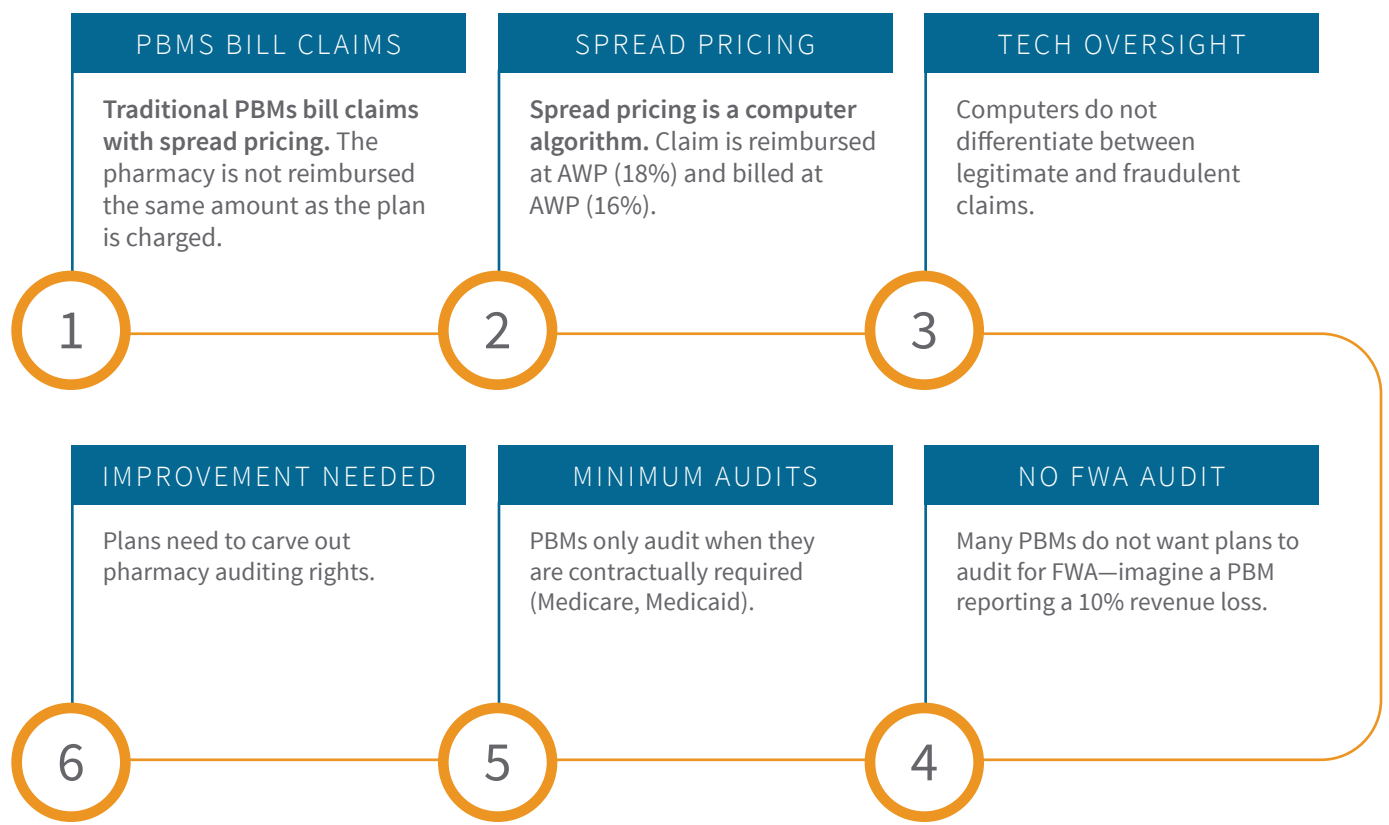 PBMS BILL CLAIMS
Traditional PBMs bill claims
with spread pricing. The
pharmacy is not reimbursed
the same amount as the plan
is charged.
1
SPREAD PRICING
Spread pricing is a computer
algorithm. Claim is reimbursed
at AWP (18%) and billed at
AWP (16%).
2
TECH OVERSIGHT
Computers do not
differentiate between
legitimate and fraudulent
claims.
3
NO FWA AUDIT
Many PBMs do not want plans to
audit for FWA—imagine a PBM
reporting a 10% revenue loss.
4
MINIMUM AUDITS
PBMs only audit when they
are contractually required
(Medicare, Medicaid).
5
IMPROVEMENT NEEDED
Plans need to carve out
pharmacy auditing rights.
6